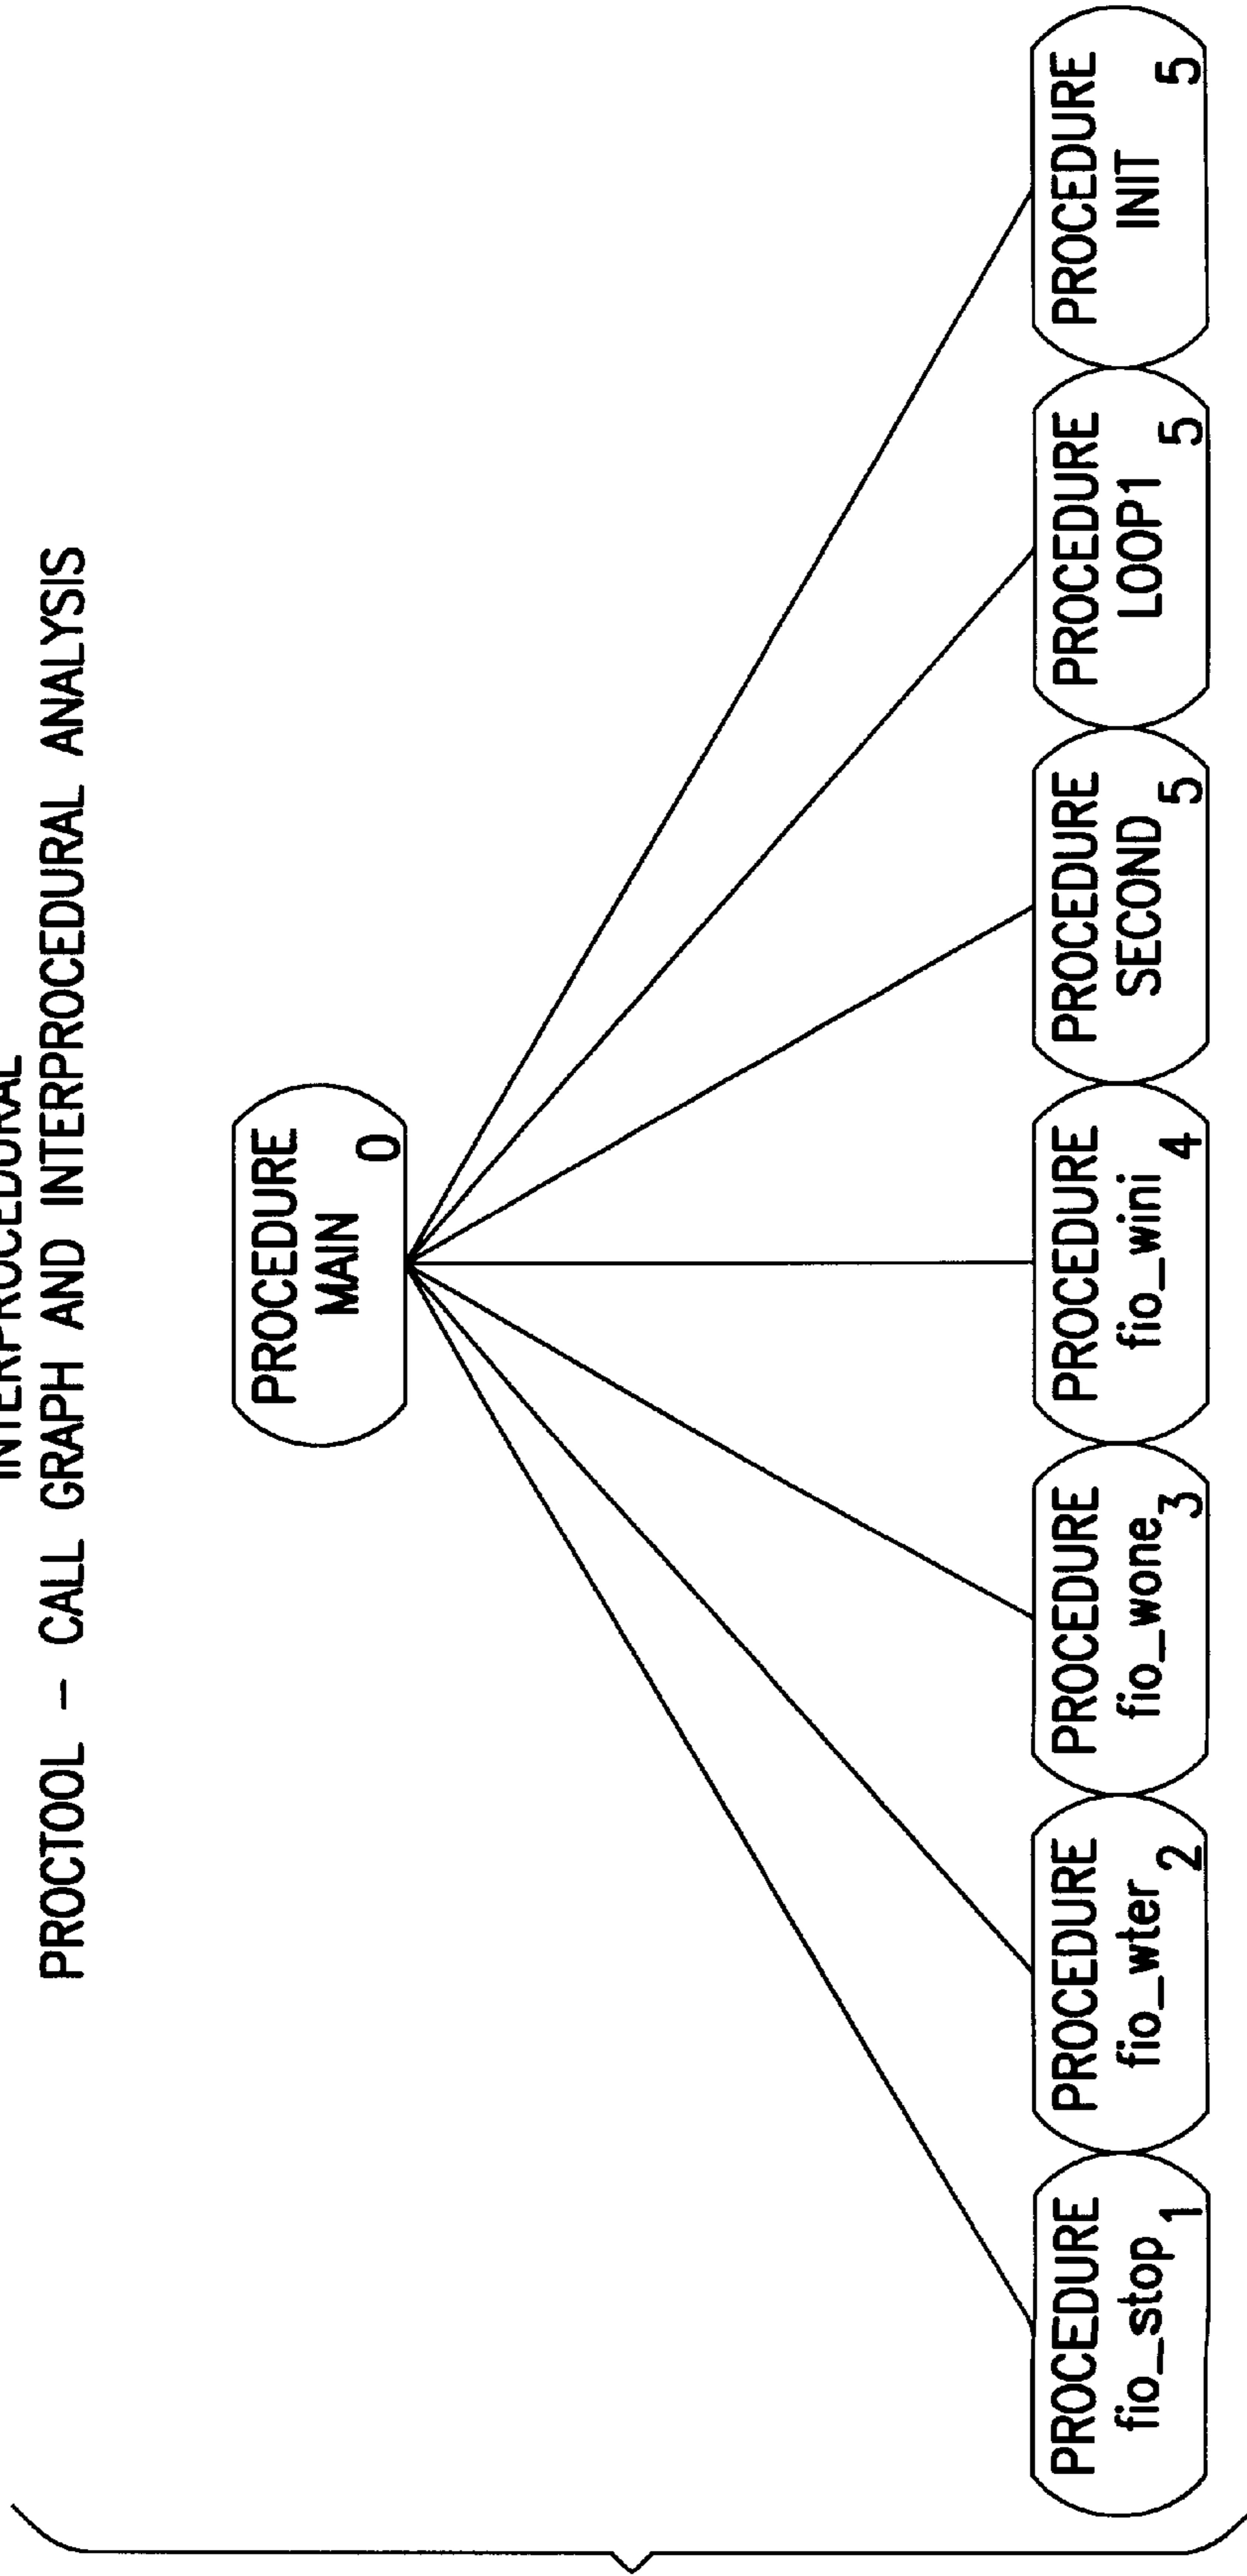 INTERPROCEDURAL
PROCTOOL – CALL GRAPH AND INTERPROCEDURAL ANALYSIS
PROCEDURE
MAIN
0
PROCEDURE
fio_stop
1
PROCEDURE
fio_wter
2
PROCEDURE
fio_wone
3
PROCEDURE
fio_wini
4
PROCEDURE
SECOND
5
PROCEDURE
LOOP1
5
PROCEDURE
INIT
5